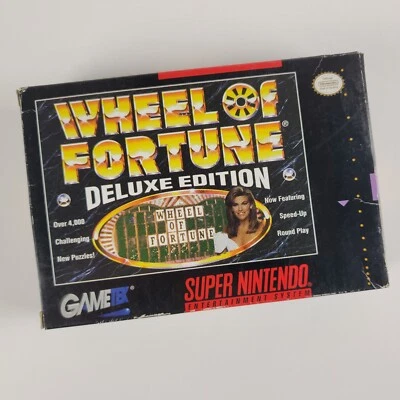 WHEEL OF
FORTUNE®
DELUXE EDITION
Over 4,000
Challenging
New Puzzles!
WHEEL
OF
FORTUNE
Now Featuring
Speed-Up
Round Play
GAMETEK
SUPER NINTENDO
ENTERTAINMENT SYSTEM